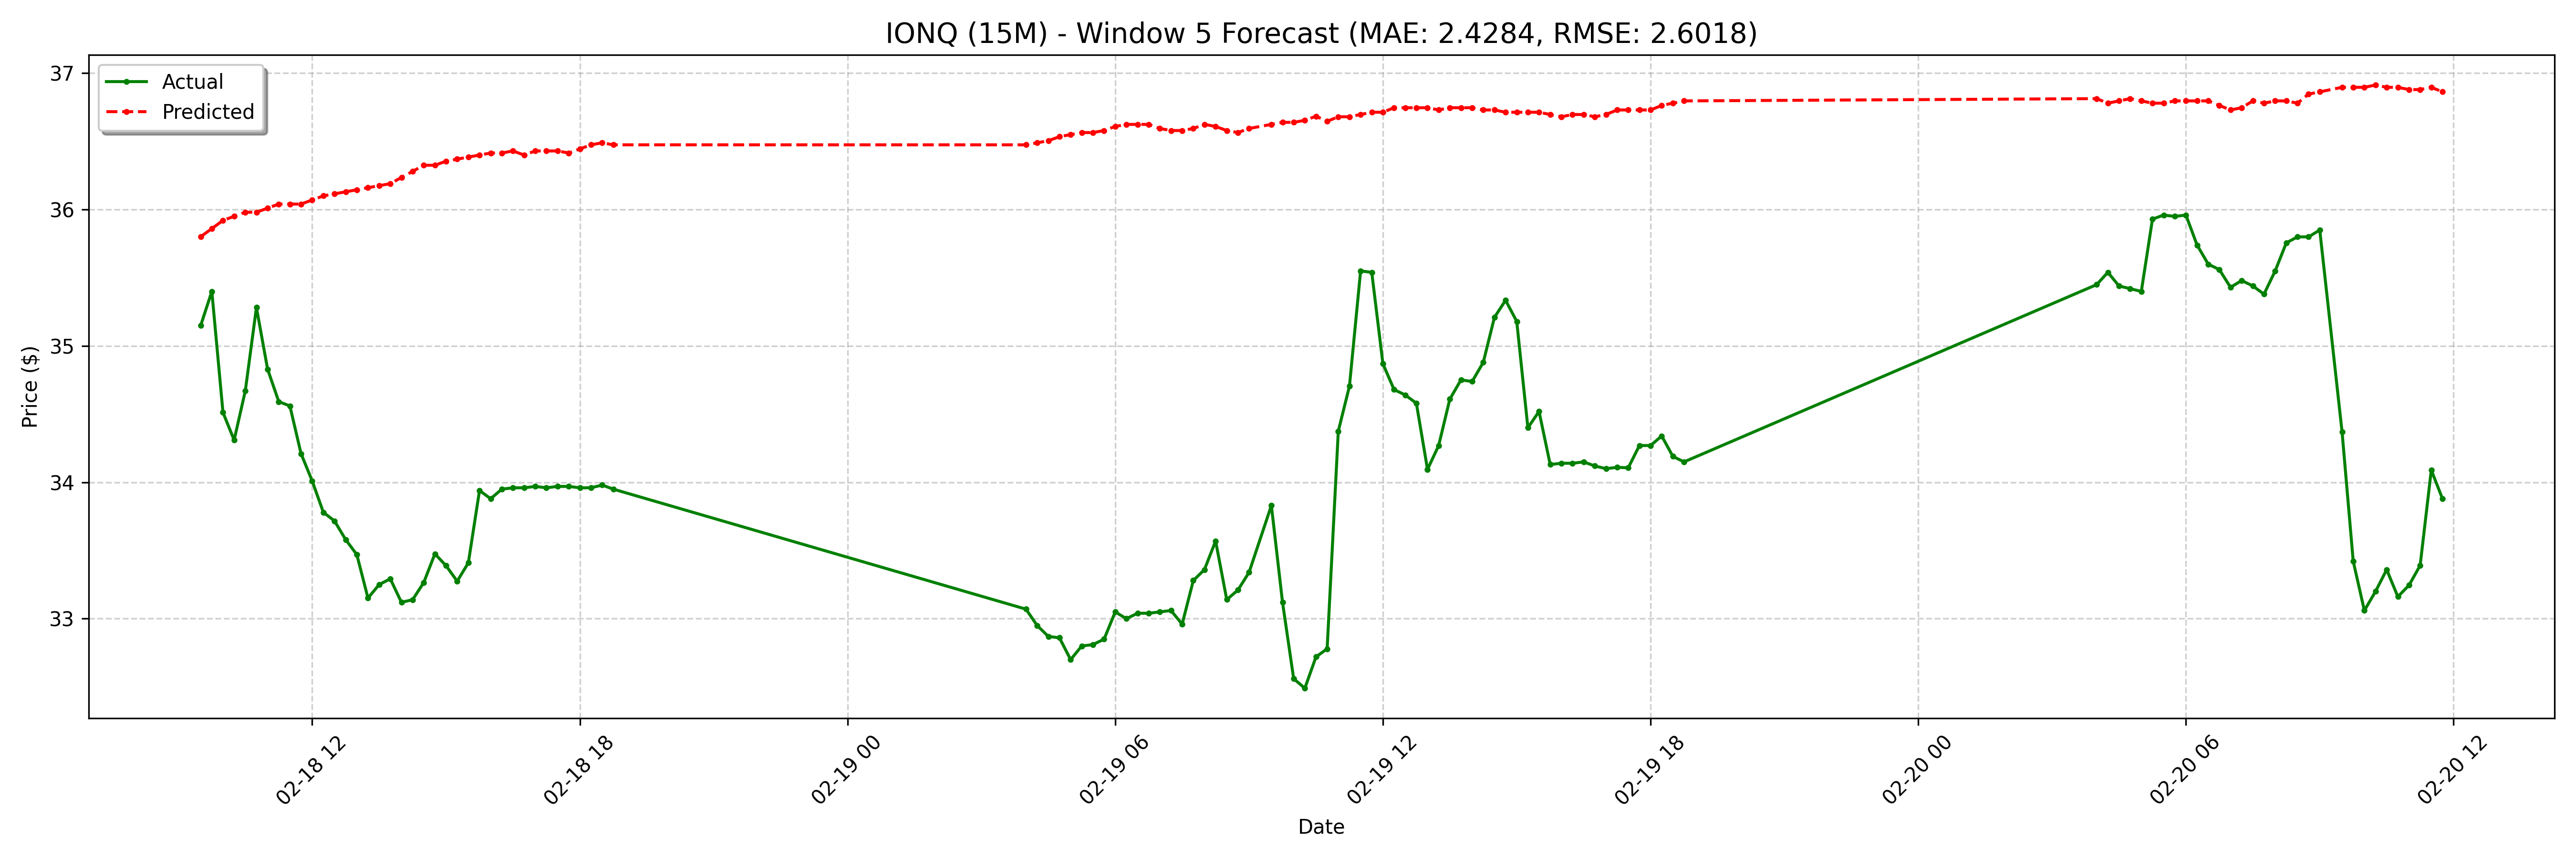 IONQ (15M) - Window 5 Forecast (MAE: 2.4284, RMSE: 2.6018)
Actual
Predicted
Price ($)
37
36
35
34
33
02-18 12
02-18 18
02-19 00
02-19 06
02-19 12
02-19 18
02-20 00
02-20 06
02-20 12
Date